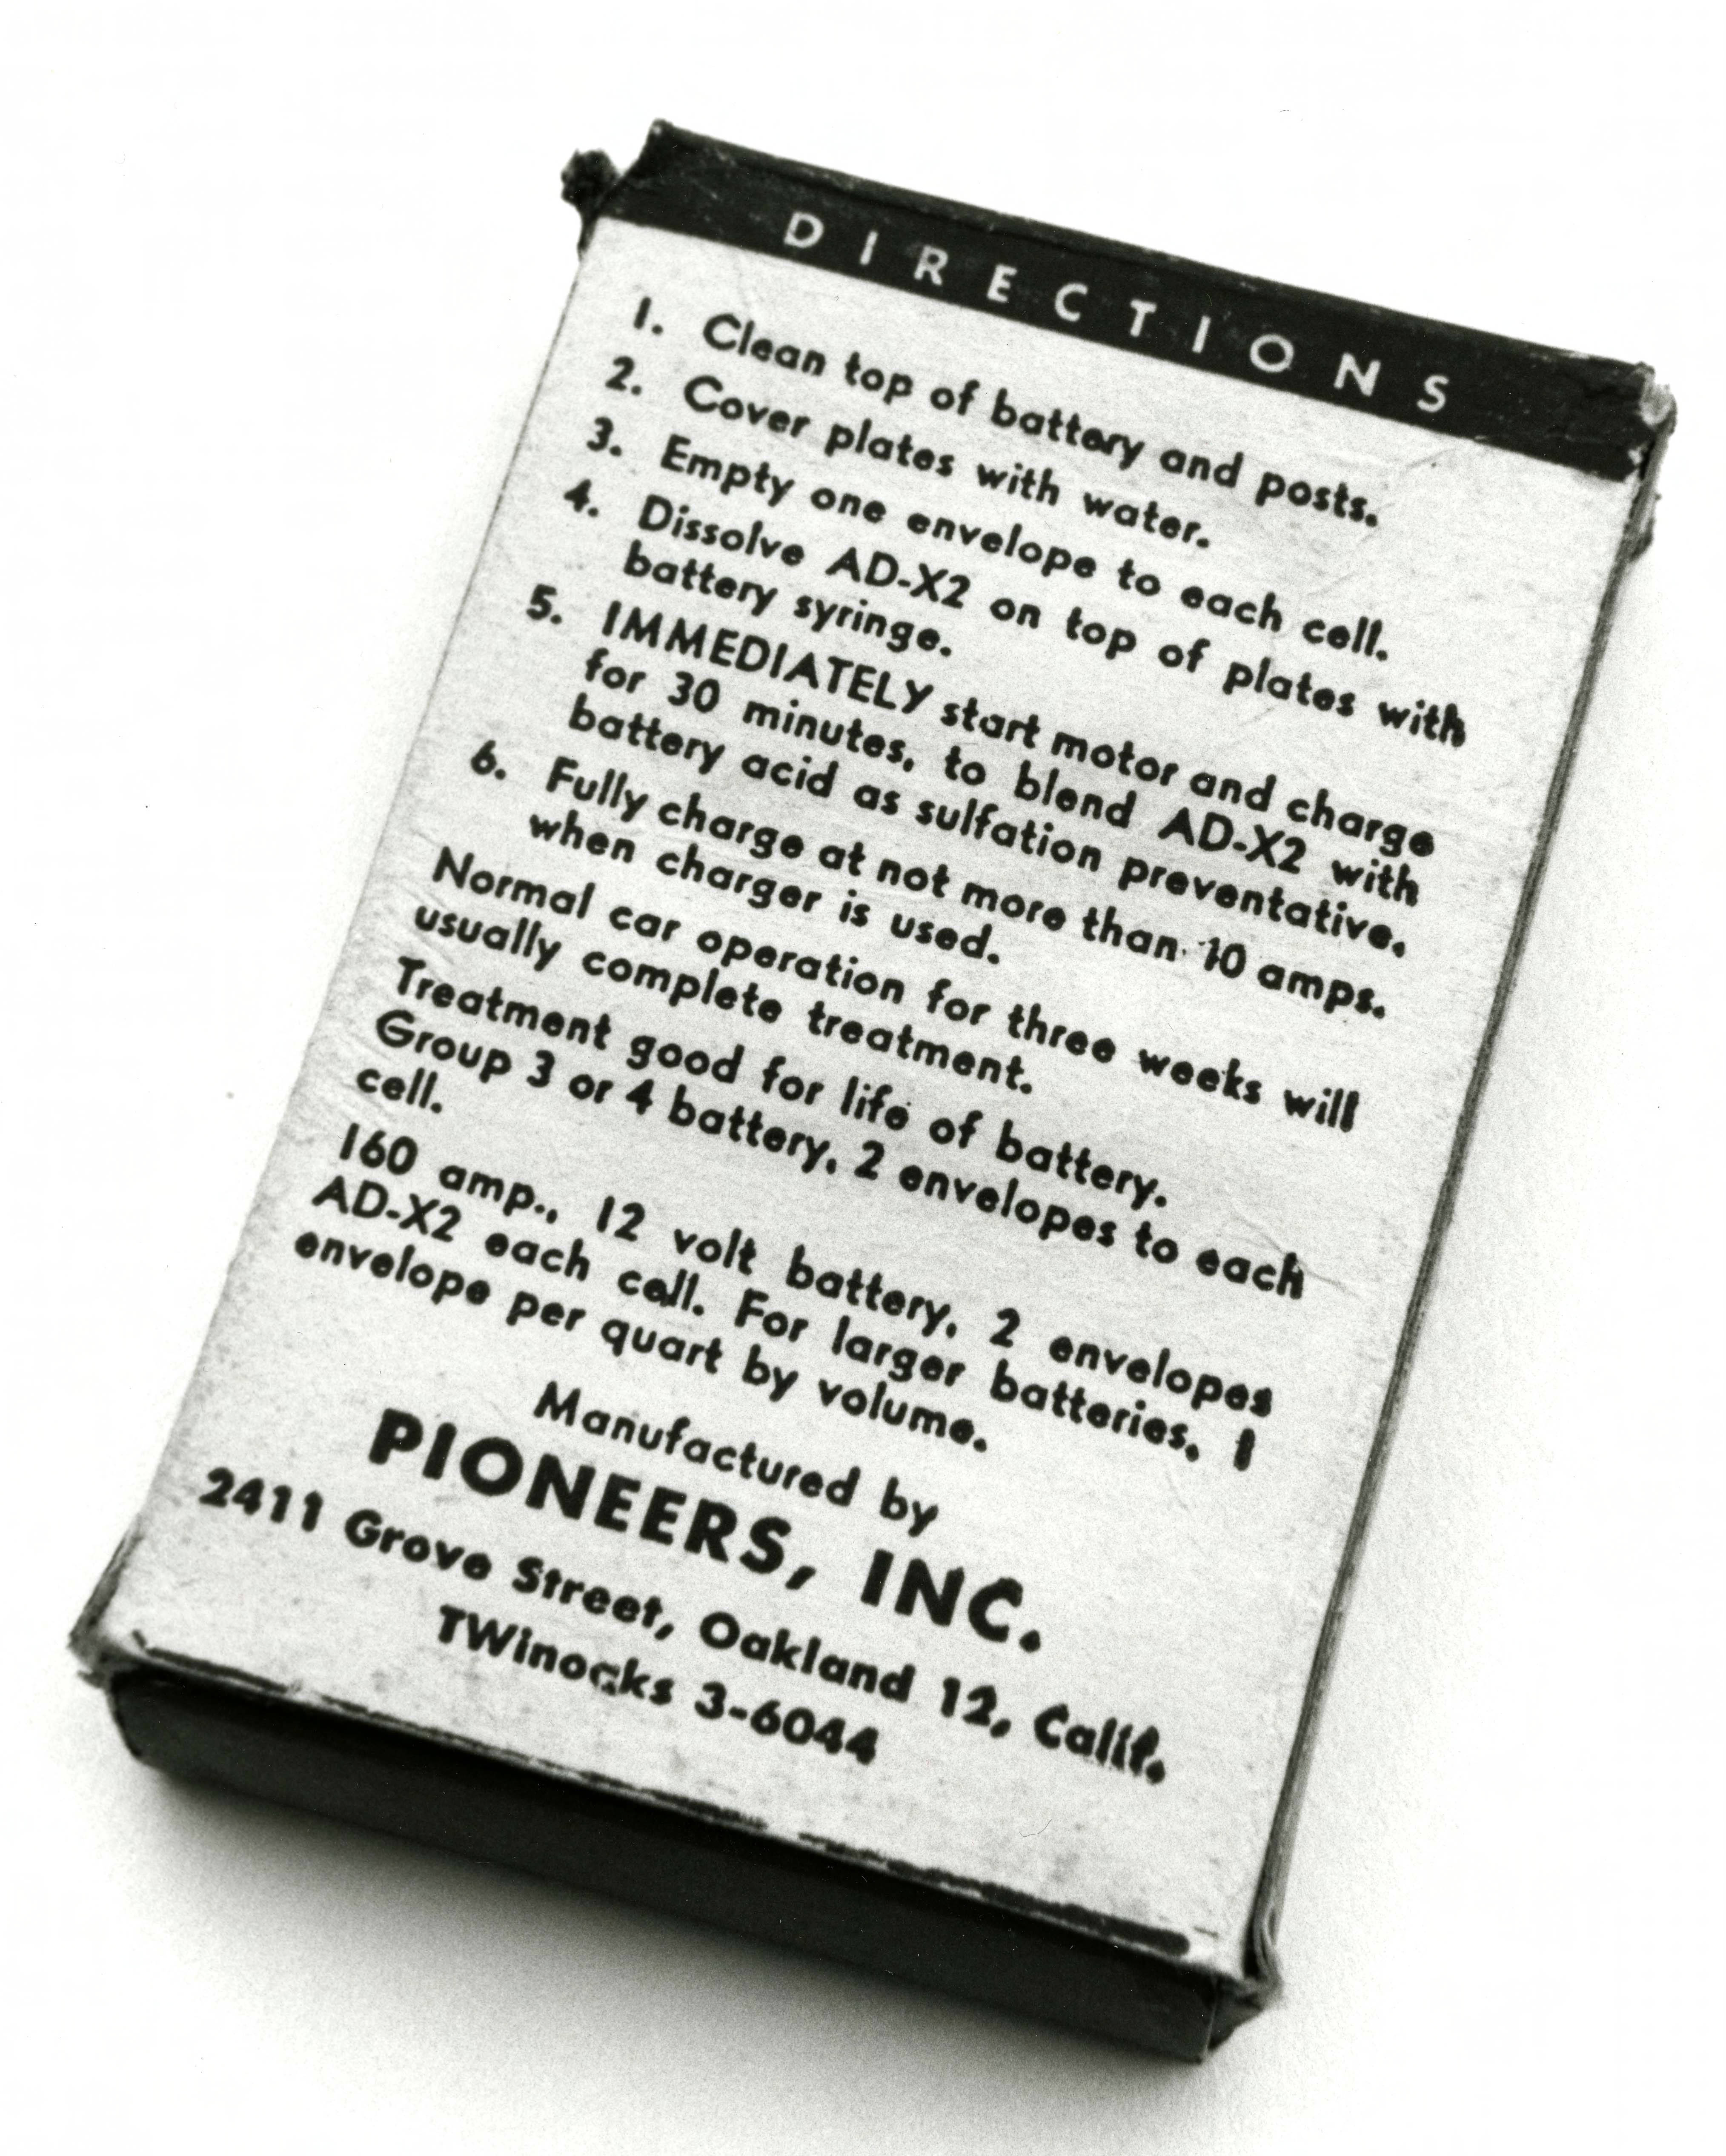 DIRECTIONS
1. Clean top of battery and posts.
2. Cover plates with water.
3. Empty one envelope to each cell.
4. Dissolve AD-X2 on top of plates with
battery syringe.
5. IMMEDIATELY start motor and charge
for 30 minutes, to blend AD-X2 with
battery acid as sulfation preventative.
6. Fully charge at not more than 10 amps.
when charger is used.
Normal car operation for three weeks will
usually complete treatment.
Treatment good for life of battery.
Group 3 or 4 battery, 2 envelopes to each
cell.
160 amp., 12 volt battery, 2 envelopes
AD-X2 each cell. For larger batteries, 1
envelope per quart by volume.
Manufactured by
PIONEERS, INC.
2411 Grove Street, Oakland 12, Calif.
TWinocks 3-6044